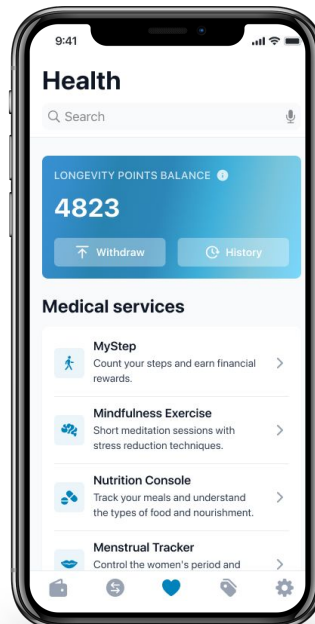 9:41
Health
Search
LONGEVITY POINTS BALANCE
4823
Withdraw
History
Medical services
MyStep
Count your steps and earn financial
rewards.
Mindfulness Exercise
Short meditation sessions with
stress reduction techniques.
Nutrition Console
Track your meals and understand
the types of food and nourishment.
Menstrual Tracker
Control the women's period and